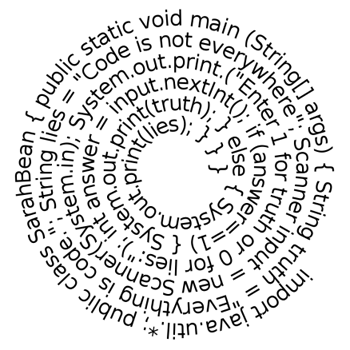 import java.util.*; public class SarahBean { public static void main (String[] args) { String truth = "Everything is code."; String lies = "Code is not everywhere"; Scanner input = new Scanner(System.in); System.out.print.("Enter 1 for truth or 0 for lies:"); int answer = input.nextInt(); if (answer==1) { System.out.print(truth); } else { System.out.print(lies); } } }